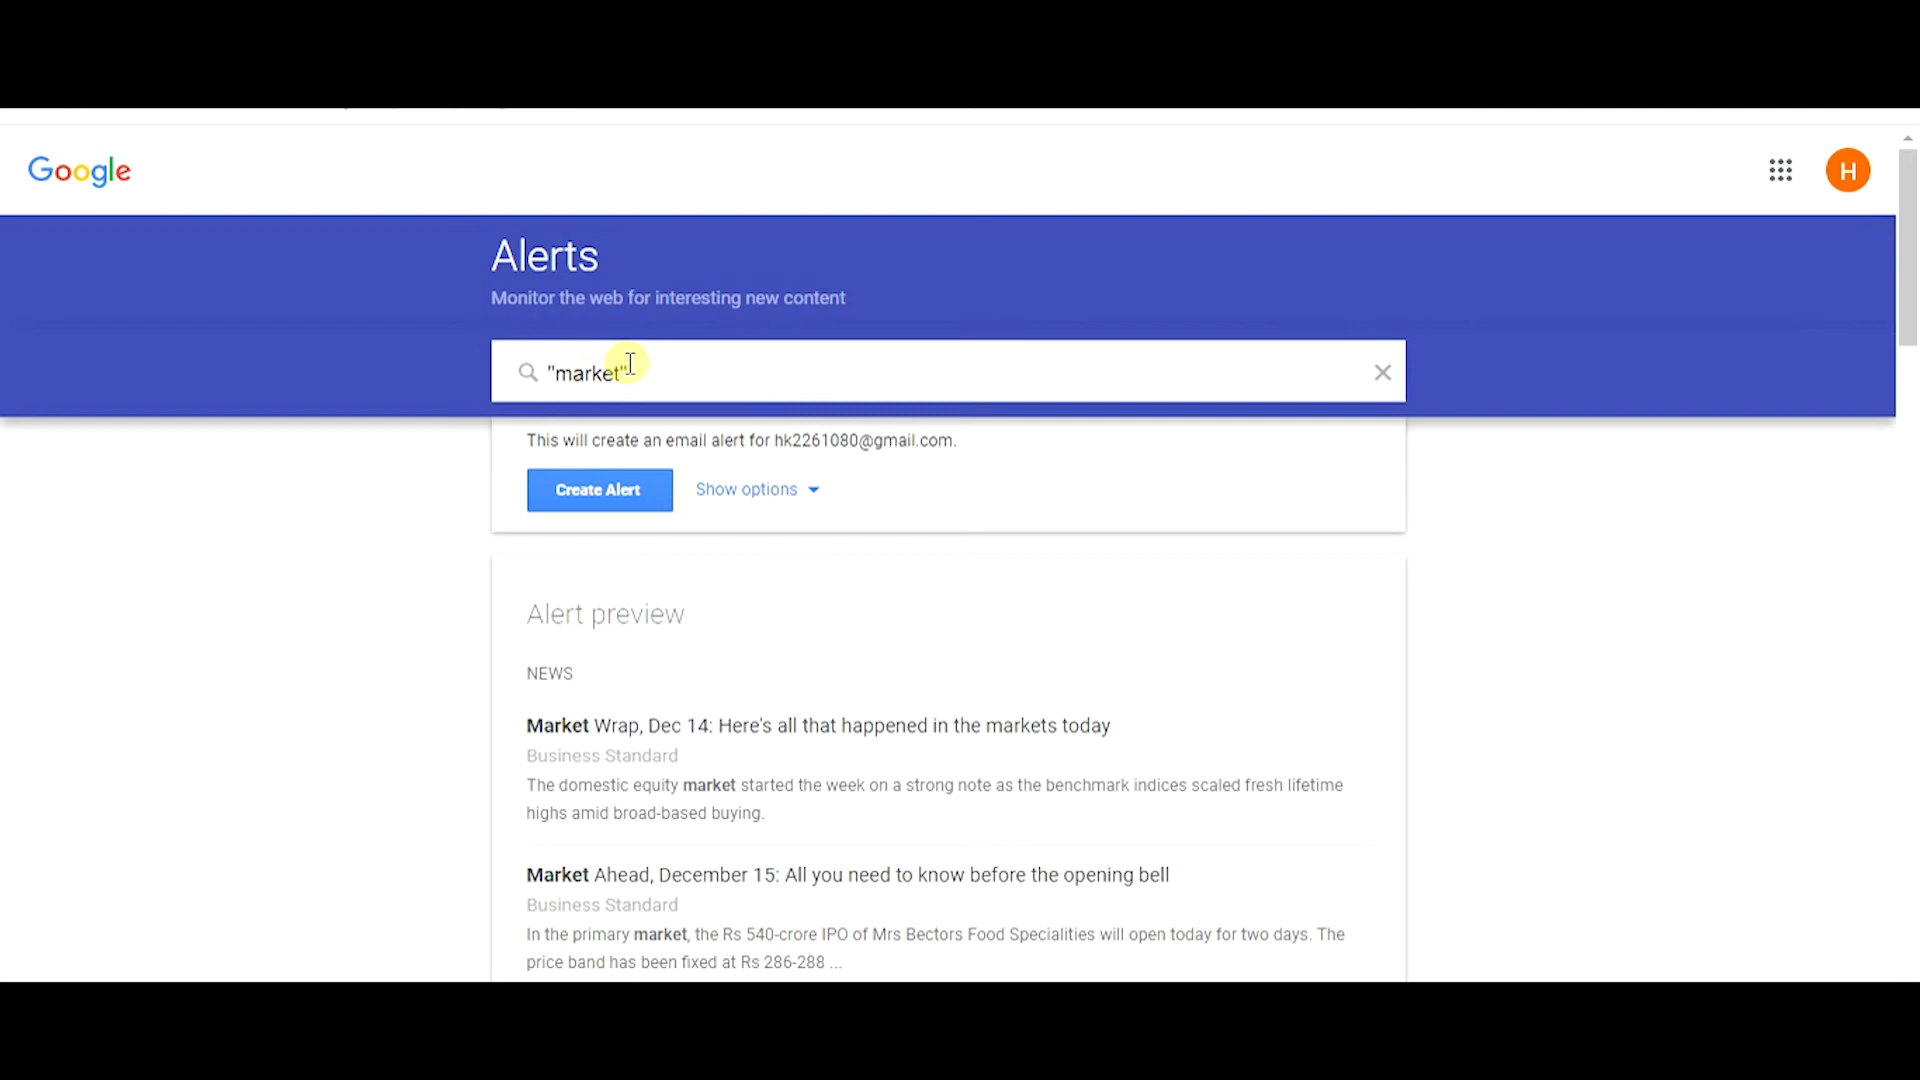 Google
H
Alerts
Monitor the web for interesting new content
"market"
This will create an email alert for hk2261080@gmail.com.
Create Alert
Show options
Alert preview
NEWS
Market Wrap, Dec 14: Here's all that happened in the markets today
Business Standard
The domestic equity market started the week on a strong note as the benchmark indices scaled fresh lifetime
highs amid broad-based buying.
Market Ahead, December 15: All you need to know before the opening bell
Business Standard
In the primary market, the Rs 540-crore IPO of Mrs Bectors Food Specialities will open today for two days. The
price band has been fixed at Rs 286-288 ...